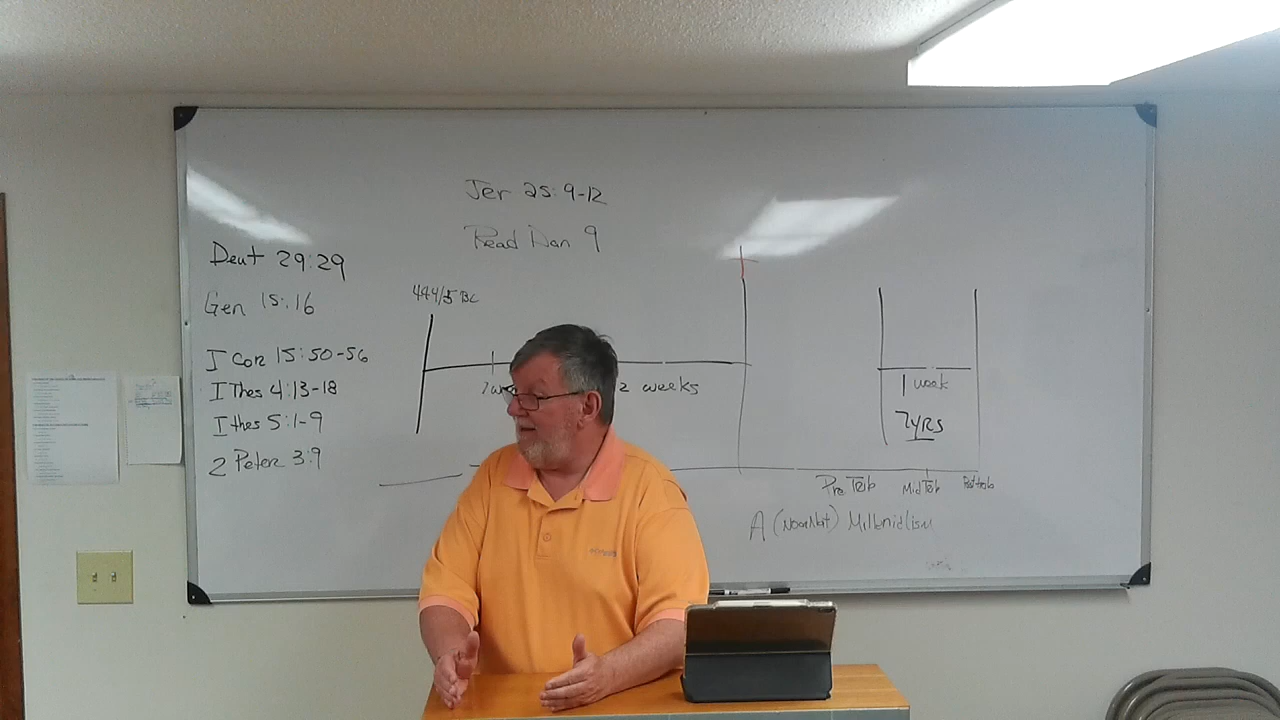 Jer 25:9-12
Read Dan 9
Deut 29:29
Gen 15:16
I Cor 15:50-56
I Thes 4:13-18
I thes 5:1-9
2 Peter 3:9
444/5 BC
2 weeks
1 week
7yrs
Pre Trib
Mid Trib
Post trib
A (Non Millenialism